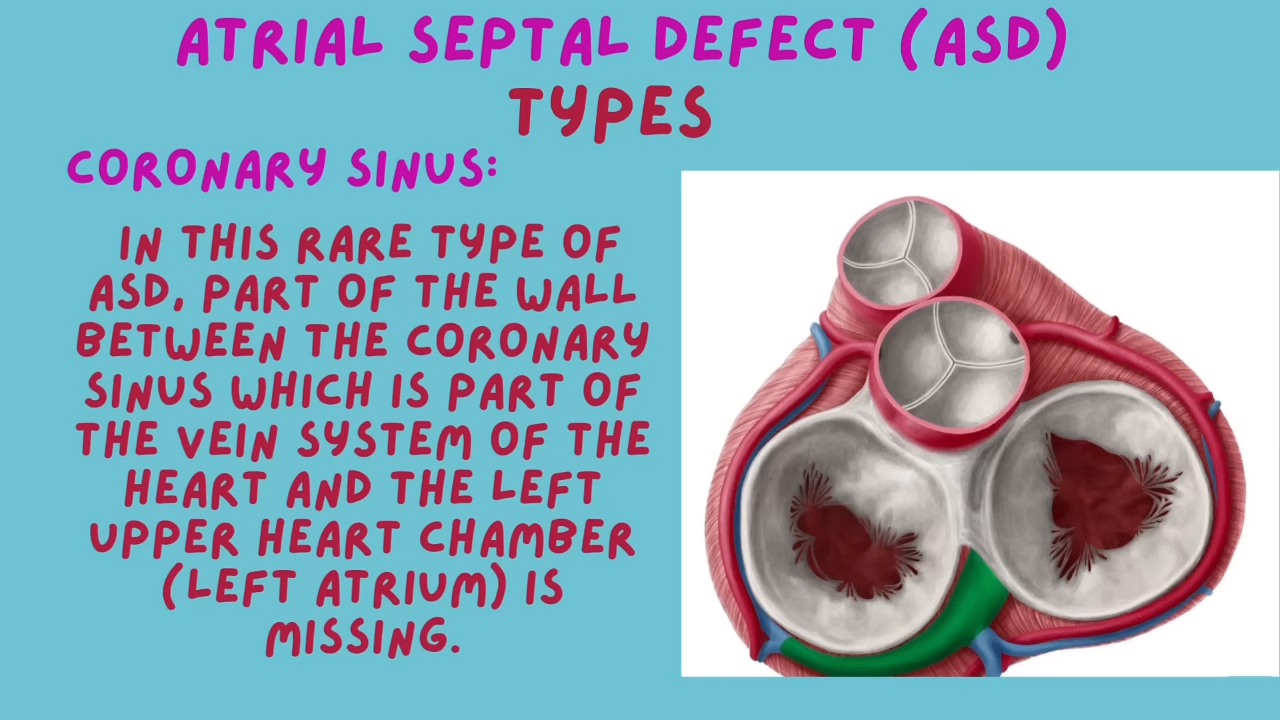 ATRIAL SEPTAL DEFECT (ASD)
TYPES
CORONARY SINUS:
IN THIS RARE TYPE OF
ASD, PART OF THE WALL
BETWEEN THE CORONARY
SINUS WHICH IS PART OF
THE VEIN SYSTEM OF THE
HEART AND THE LEFT
UPPER HEART CHAMBER
(LEFT ATRIUM) IS
MISSING.